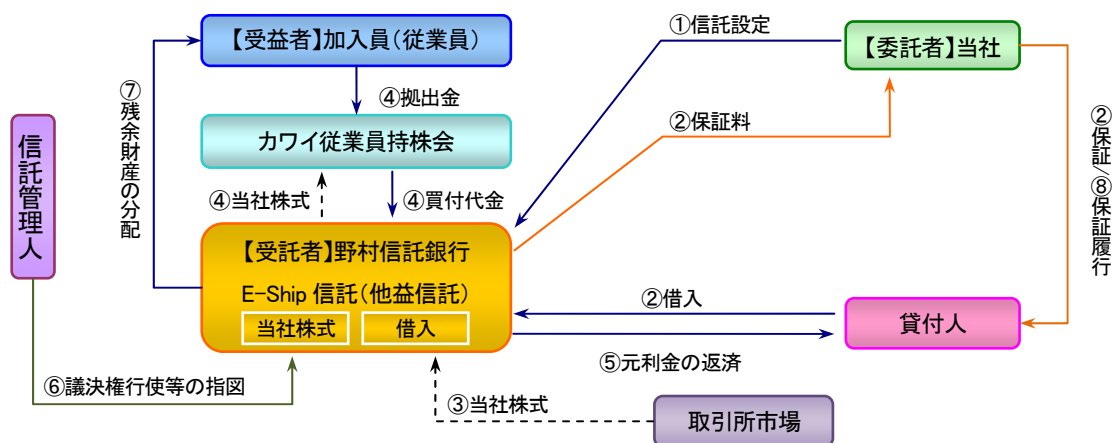 【受益者】加入員（従業員）
①信託設定
【委託者】当社
⑦残余財産の分配
④拠出金
②保証料
②保証/⑧保証履行
信託管理人
カワイ従業員持株会
④当社株式
④買付代金
【受託者】野村信託銀行
E-Ship 信託（他益信託）
当社株式
借入
②借入
貸付人
⑤元利金の返済
⑥議決権行使等の指図
③当社株式
取引所市場